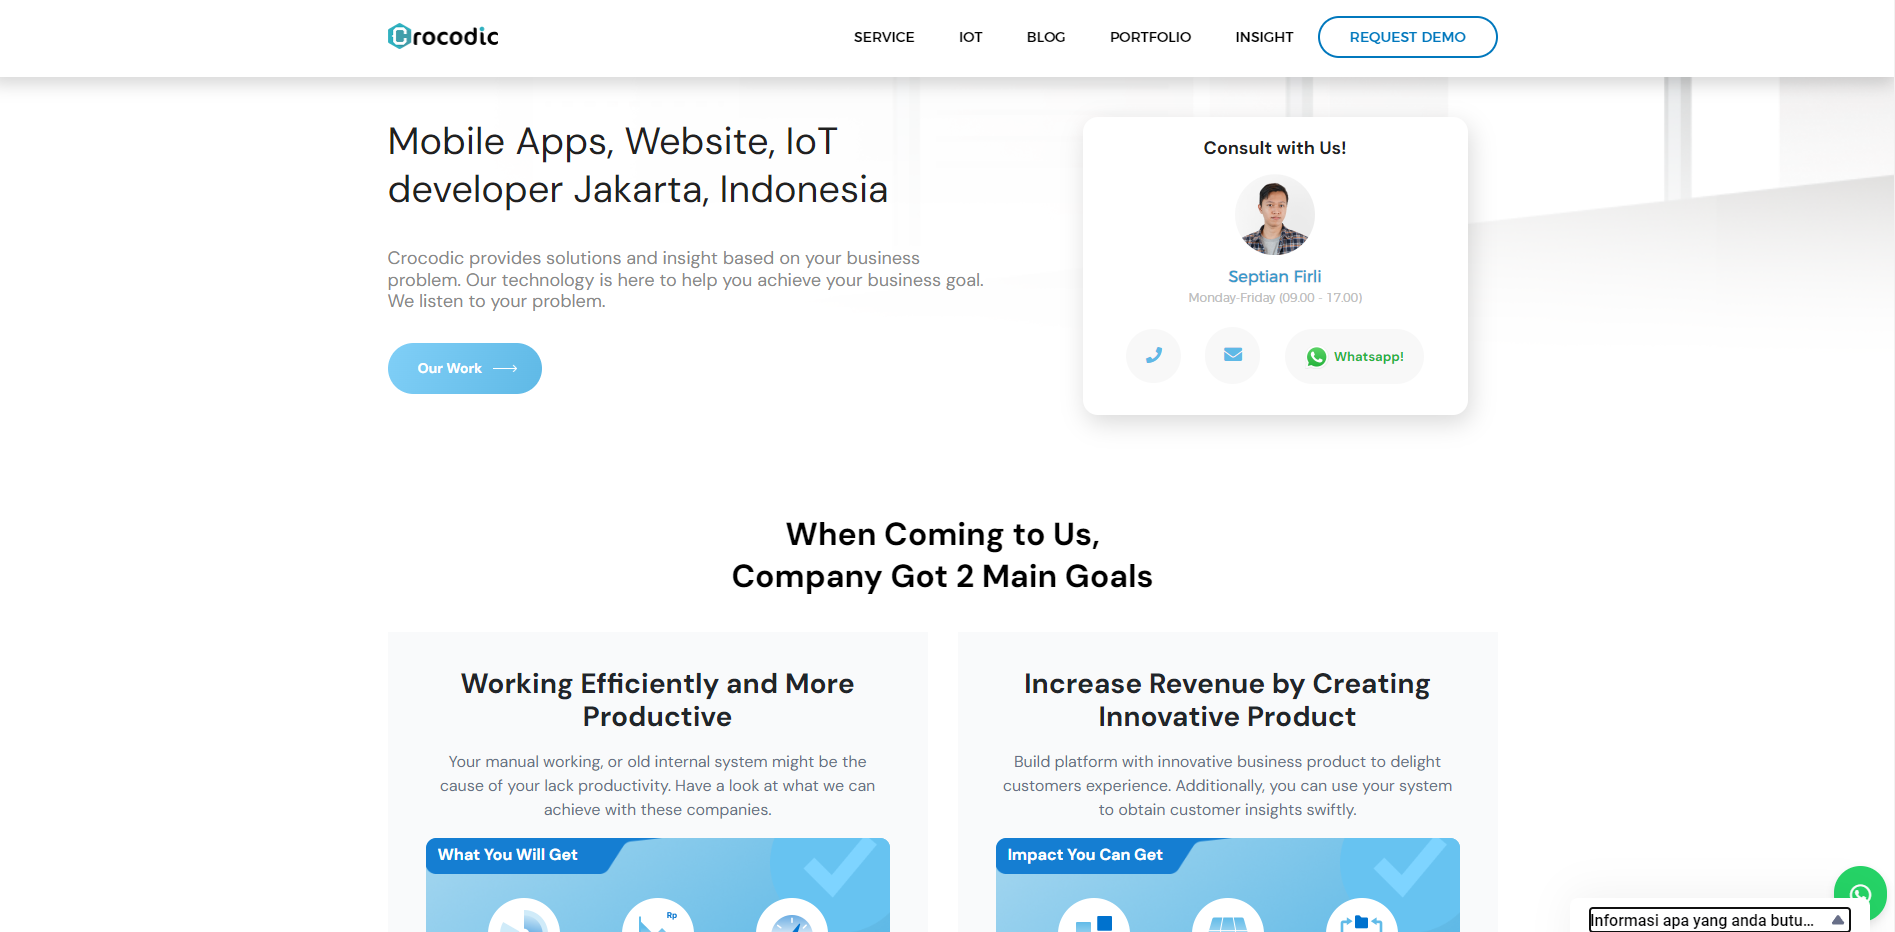 Crocodic
SERVICE
IOT
BLOG
PORTFOLIO
INSIGHT
REQUEST DEMO
Mobile Apps, Website, IoT
developer Jakarta, Indonesia
Crocodic provides solutions and insight based on your business
problem. Our technology is here to help you achieve your business goal.
We listen to your problem.
Our Work
Consult with Us!
Septian Firli
Monday-Friday (09.00 - 17.00)
Whatsapp!
When Coming to Us,
Company Got 2 Main Goals
Working Efficiently and More
Productive
Your manual working, or old internal system might be the
cause of your lack productivity. Have a look at what we can
achieve with these companies.
What You Will Get
Rp
Increase Revenue by Creating
Innovative Product
Build platform with innovative business product to delight
customers experience. Additionally, you can use your system
to obtain customer insights swiftly.
Impact You Can Get
Informasi apa yang anda butu...